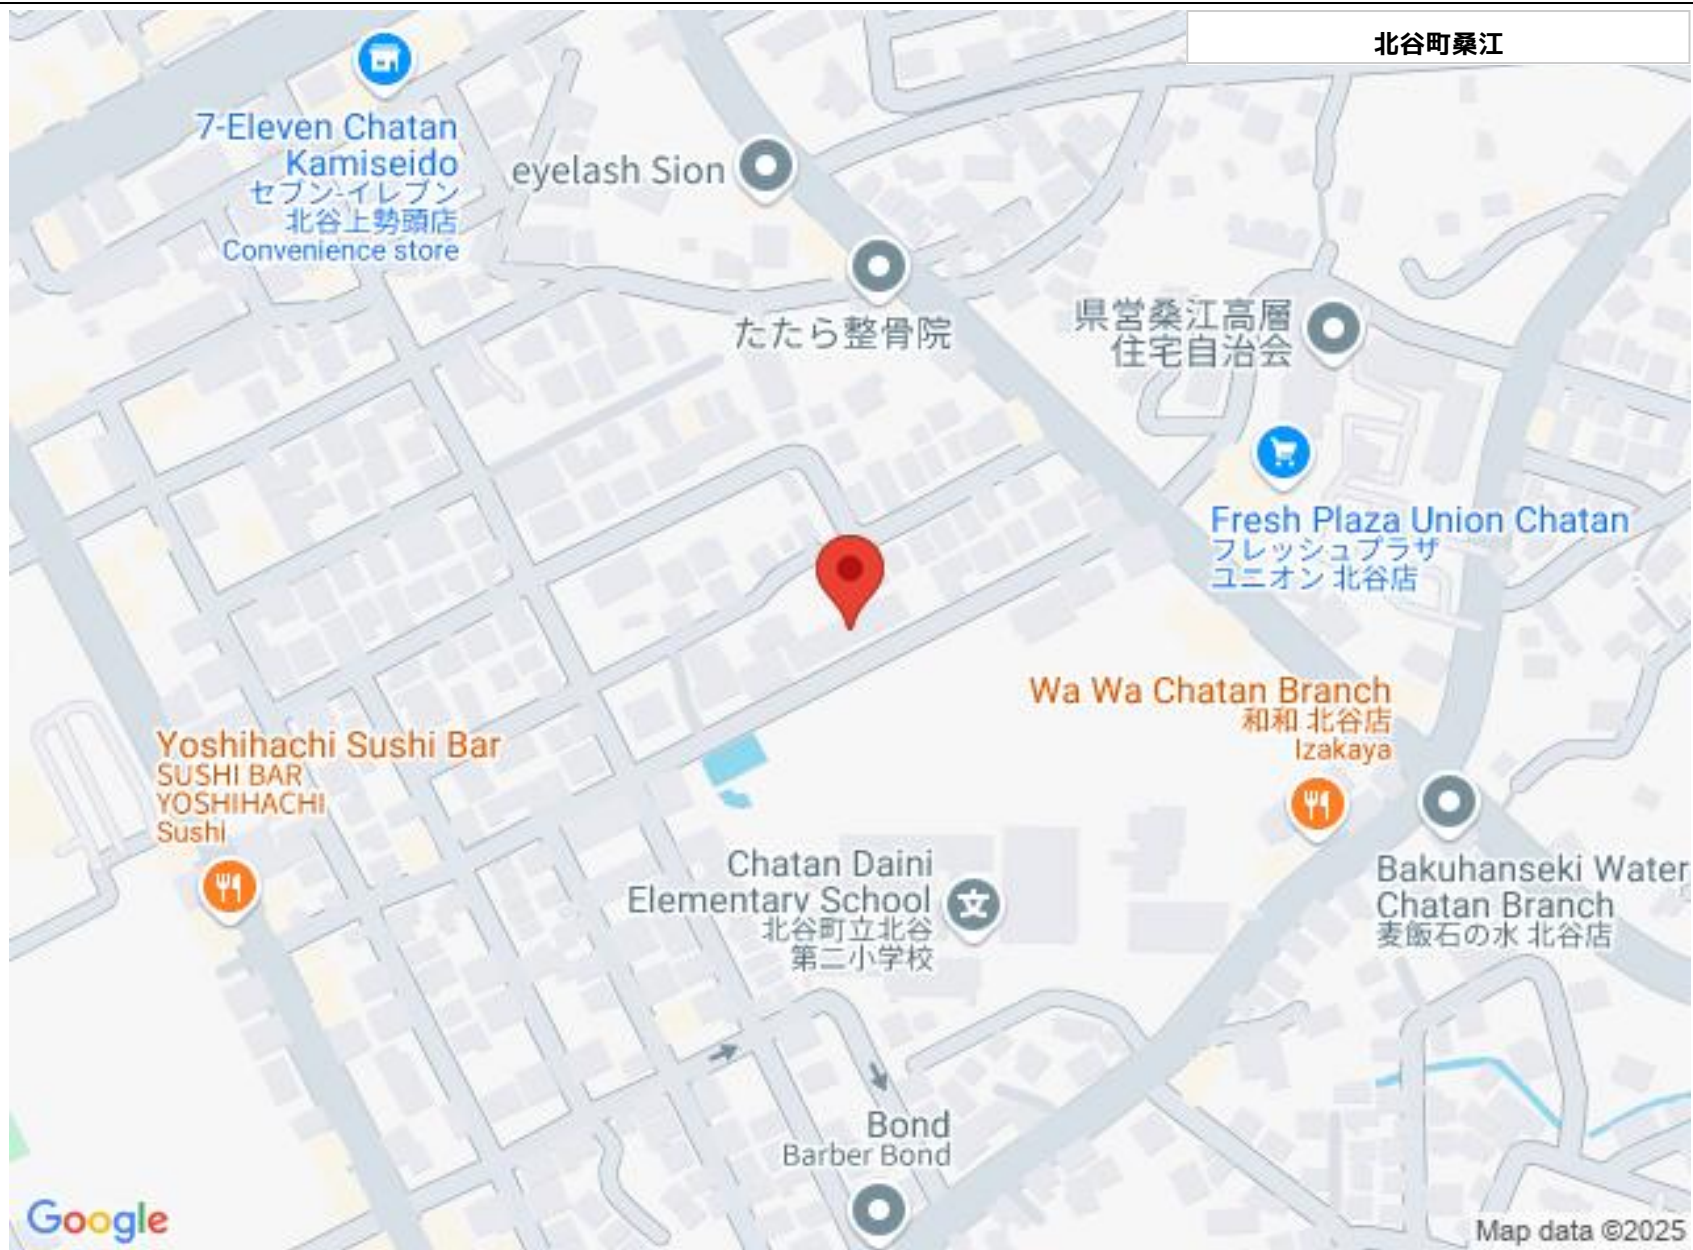 北谷町桑江
7-Eleven Chatan
Kamiseido
セブン-イレブン
北谷上勢頭店
Convenience store
eyelash Sion
たたら整骨院
県営桑江高層
住宅自治会
Fresh Plaza Union Chatan
フレッシュプラザ
ユニオン 北谷店
Wa Wa Chatan Branch
和和 北谷店
Izakaya
Yoshihachi Sushi Bar
SUSHI BAR
YOSHIHACHI
Sushi
Chatan Daini
Elementary School
北谷町立北谷
第二小学校
文
Bakuhanseki Water
Chatan Branch
麦飯石の水 北谷店
Bond
Barber Bond
Google
Map data ©2025